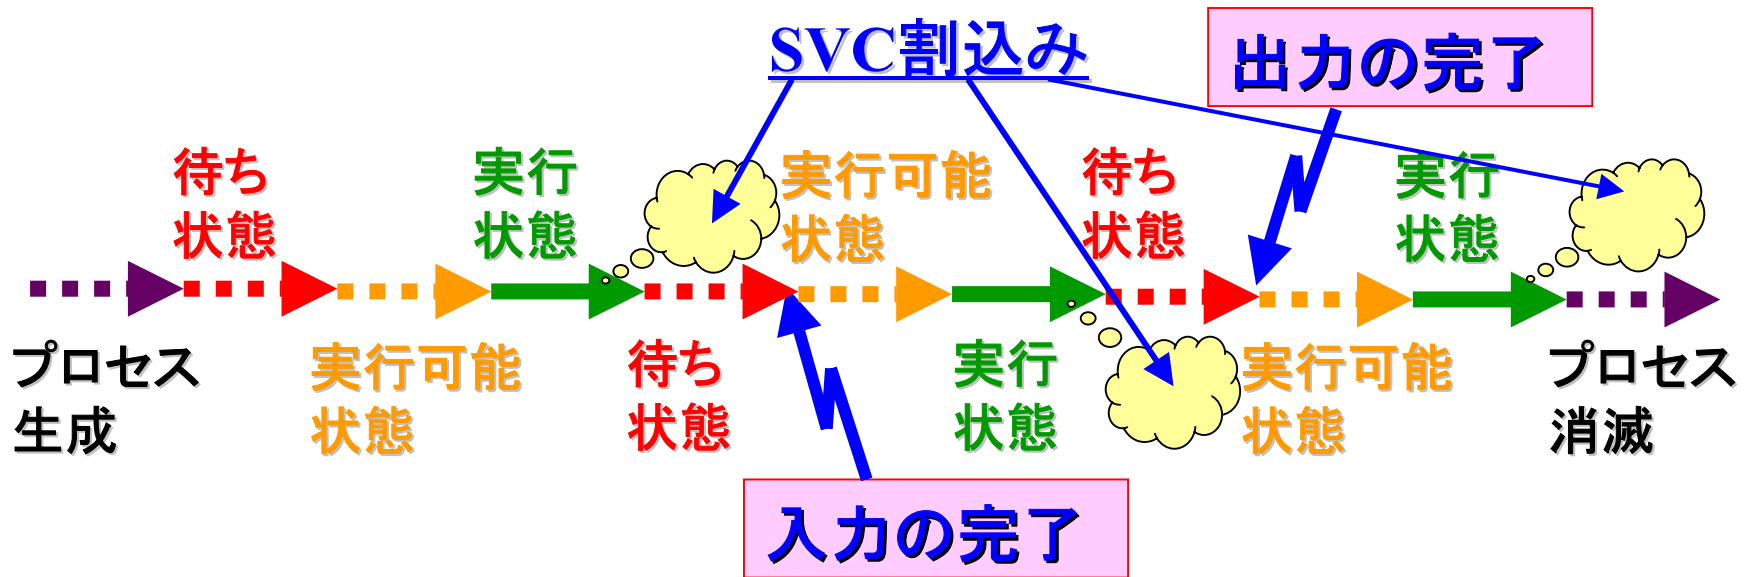 SVC割込み
出力の完了
待ち
状態
実行
状態
実行可能
状態
待ち
状態
実行
状態
プロセス
生成
実行可能
状態
待ち
状態
実行
状態
実行可能
状態
プロセス
消滅
入力の完了